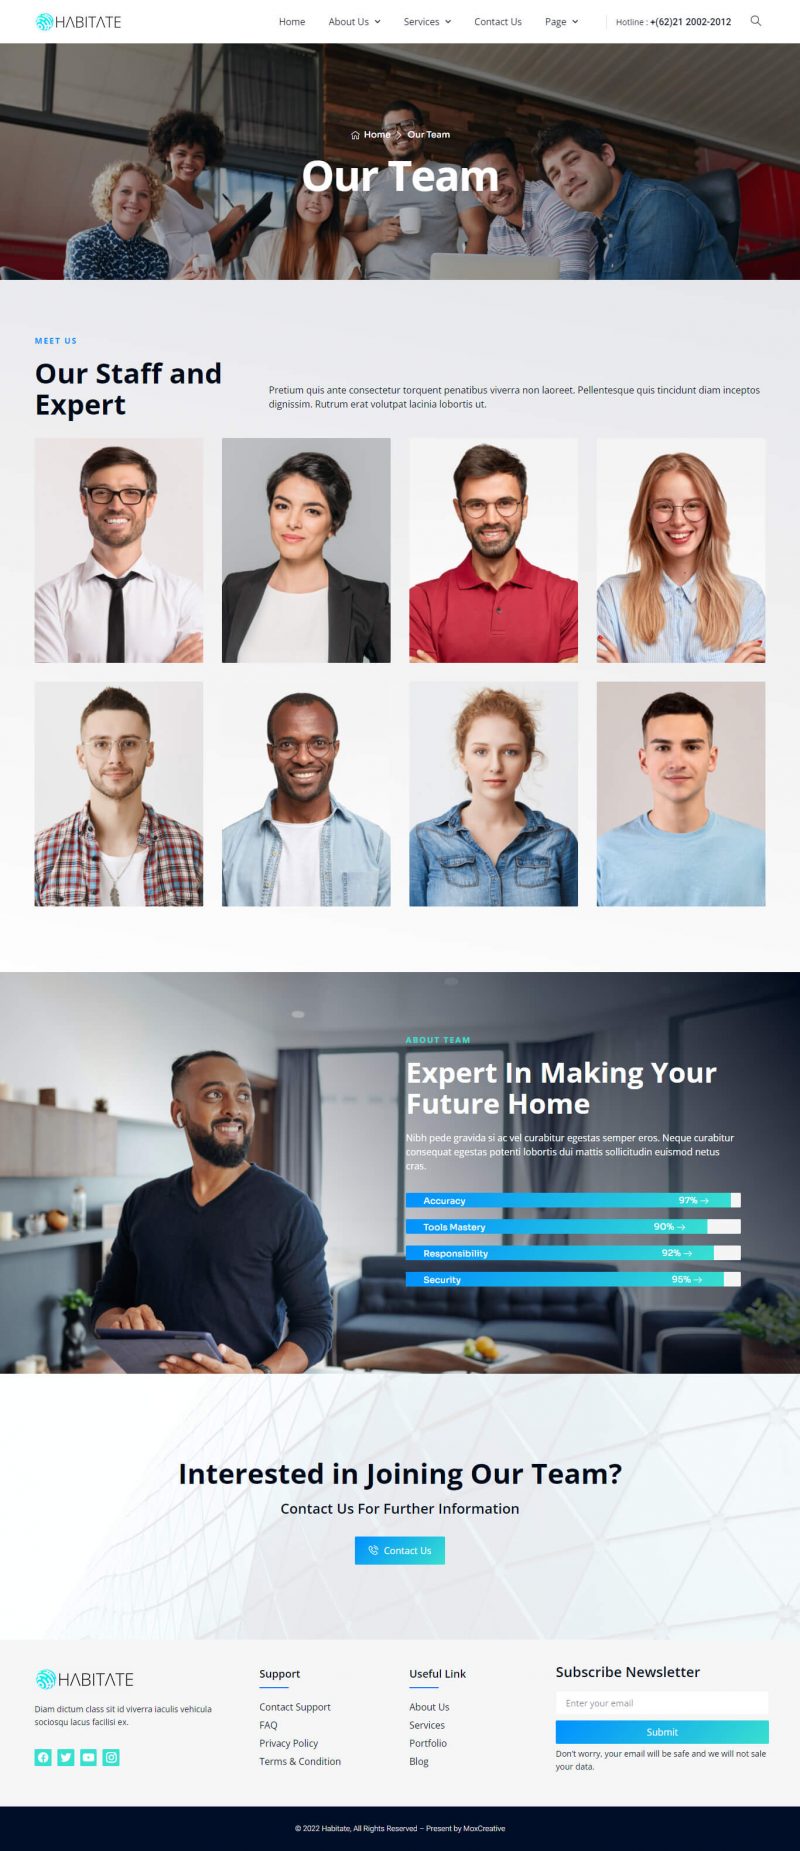 HABITATE
Home About Us Services Contact Us Page Hotline : +(62)21 2002-2012
Home > Our Team
Our Team
MEET US
Our Staff and
Expert
Pretium quis ante consectetur torquent penatibus viverra non laoreet. Pellentesque quis tincidunt diam inceptos
dignissim. Rutrum erat volutpat lacinia lobortis ut.
ABOUT TEAM
Expert In Making Your
Future Home
Nibh pede gravida si ac vel curabitur egestas semper eros. Neque curabitur
consequat egestas potenti lobortis dui mattis sollicitudin euismod netus
cras.
Accuracy 97% →
Tools Mastery 90% →
Responsibility 92% →
Security 95% →
Interested in Joining Our Team?
Contact Us For Further Information
Contact Us
HABITATE
Diam dictum class sit id viverra iaculis vehicula
sociosqu lacus facilisi ex.
Support
Contact Support
FAQ
Privacy Policy
Terms & Condition
Useful Link
About Us
Services
Portfolio
Blog
Subscribe Newsletter
Enter your email
Submit
Don't worry, your email will be safe and we will not sale
your data.
© 2022 Habitate, All Rights Reserved – Present by MoxCreative